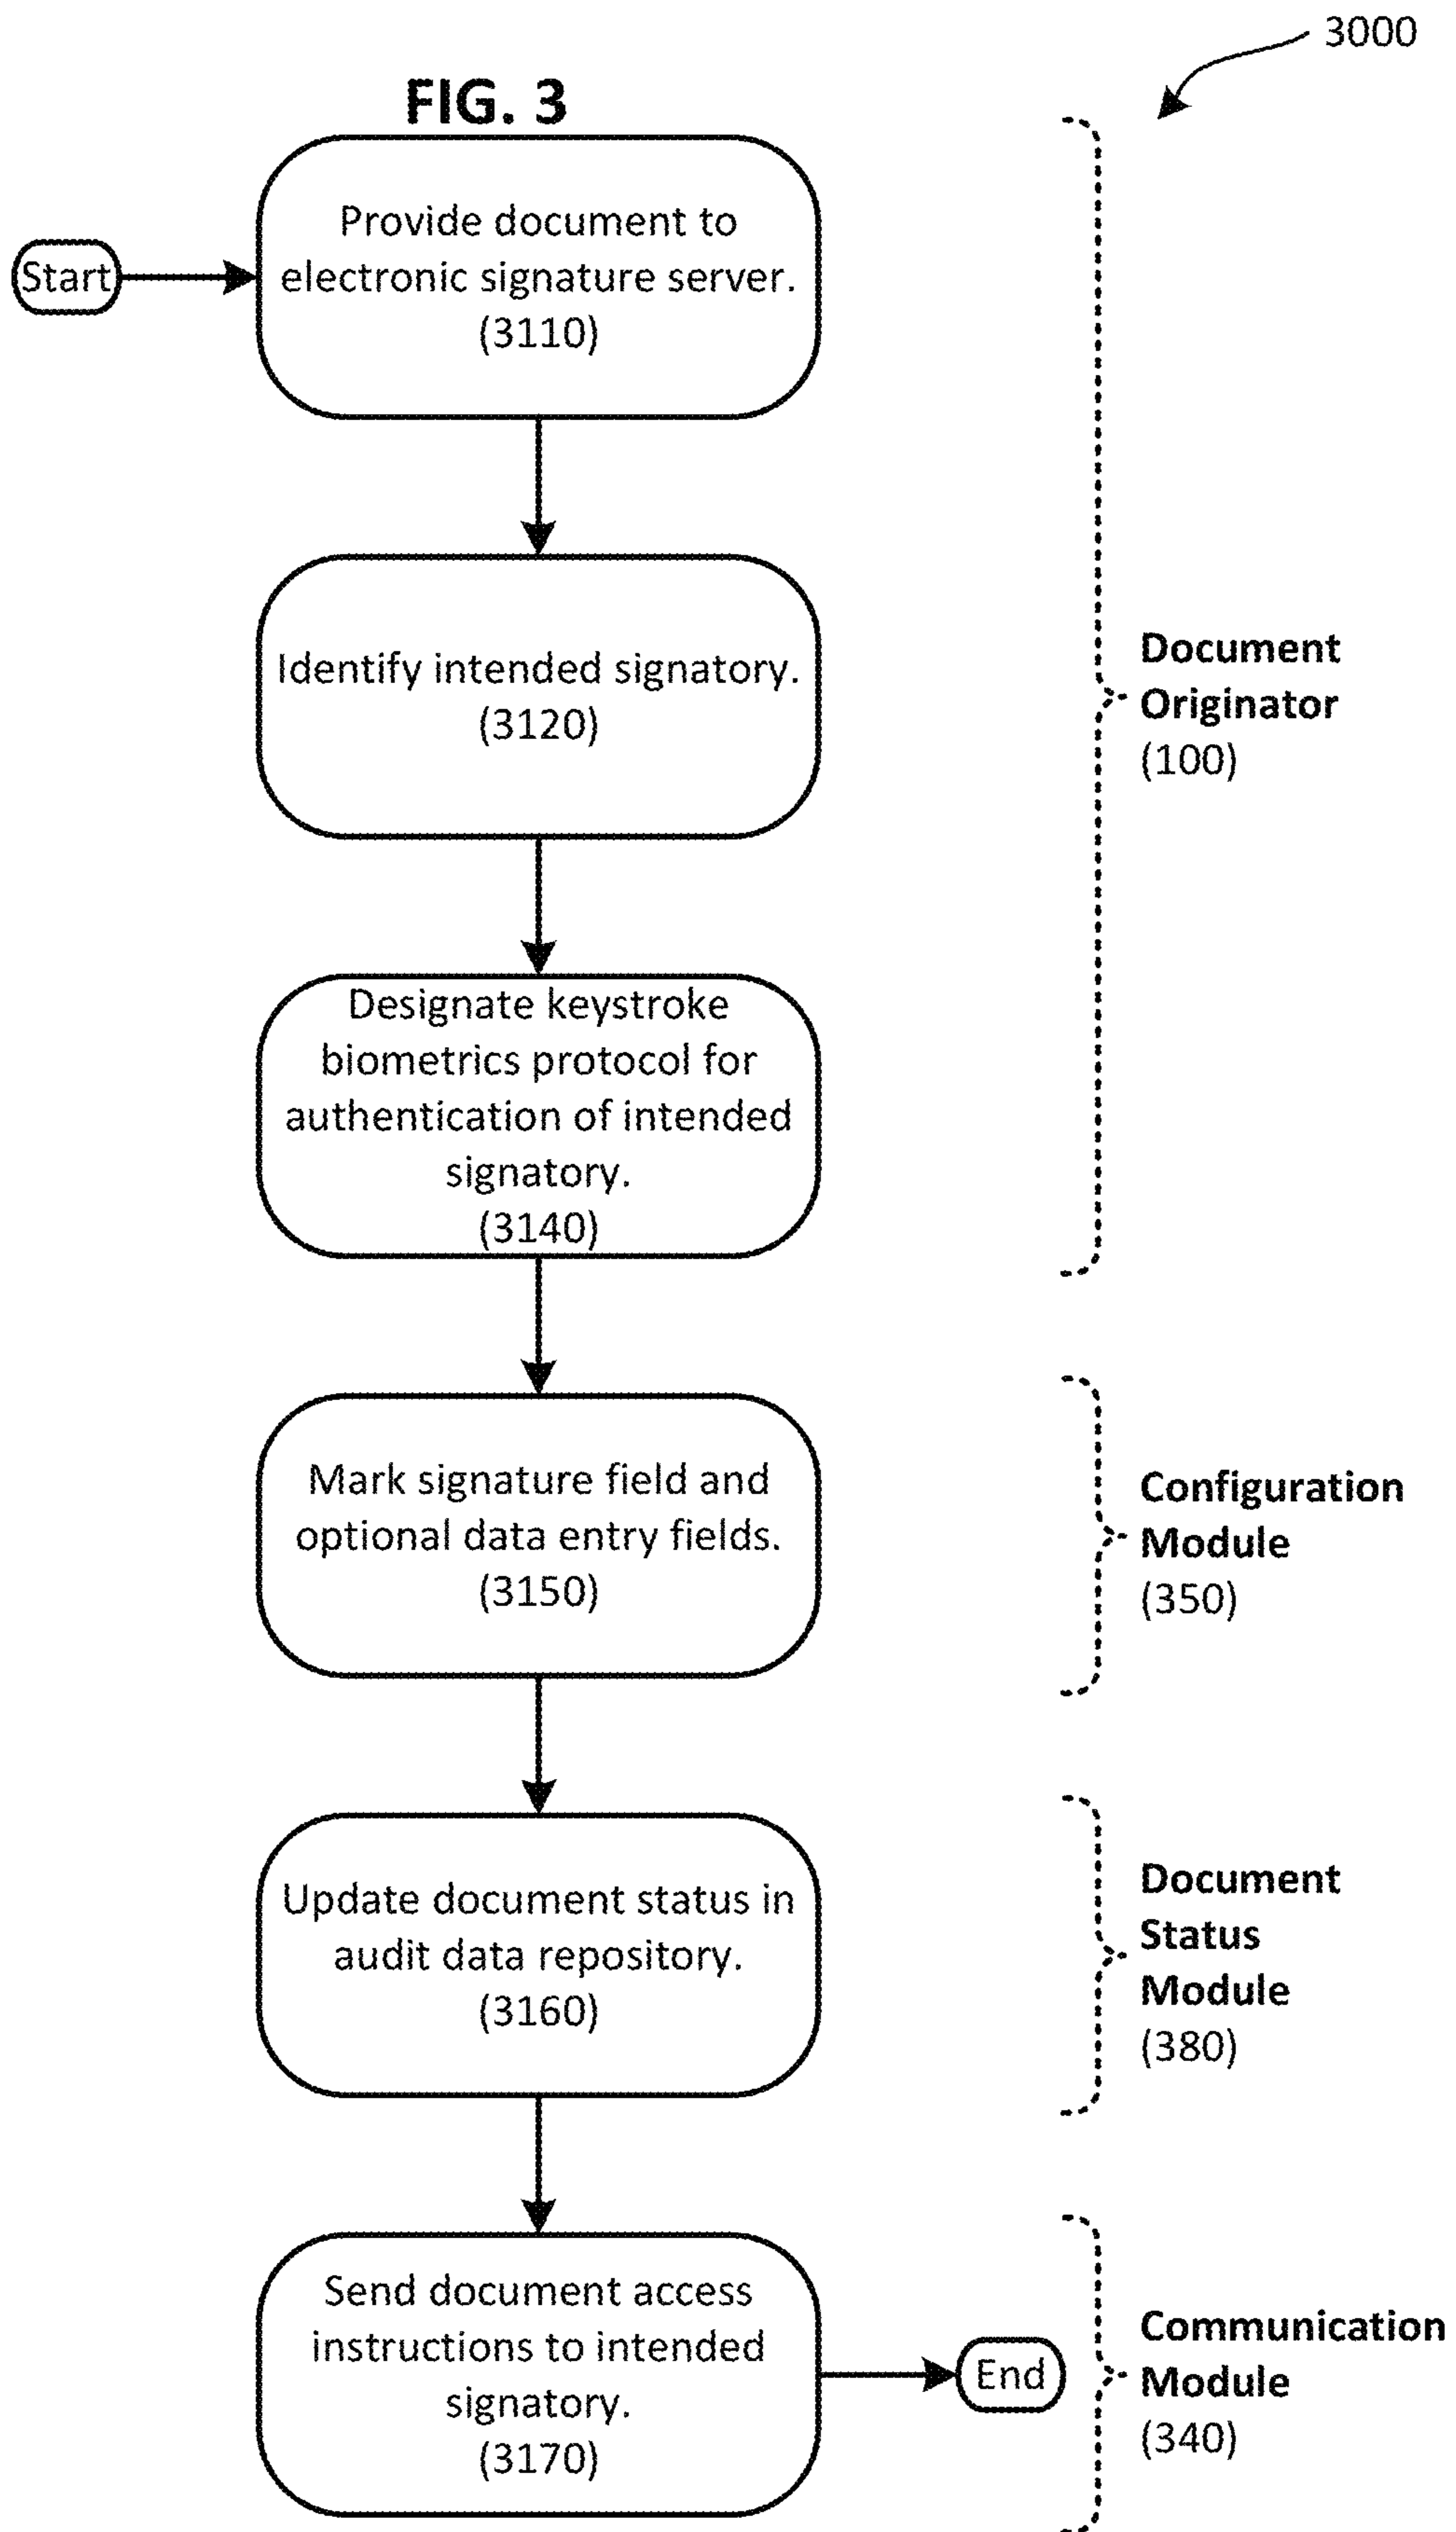 3000
FIG. 3
Start
Provide document to
electronic signature server.
(3110)
Identify intended signatory.
(3120)
Document
Originator
(100)
Designate keystroke
biometrics protocol for
authentication of intended
signatory.
(3140)
Mark signature field and
optional data entry fields.
(3150)
Configuration
Module
(350)
Update document status in
audit data repository.
(3160)
Document
Status
Module
(380)
Send document access
instructions to intended
signatory.
(3170)
End
Communication
Module
(340)